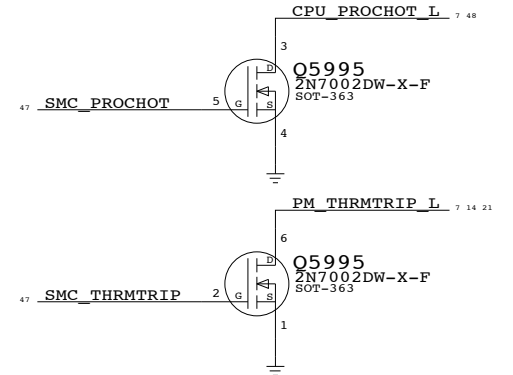 CPU_PROCHOT_L 7 48
3
D
Q5995
2N7002DW-X-F
SOT-363
47 SMC_PROCHOT 5 G S
4
PM_THRMTRIP_L 7 14 21
6
D
Q5995
2N7002DW-X-F
SOT-363
47 SMC_THRMTRIP 2 G S
1